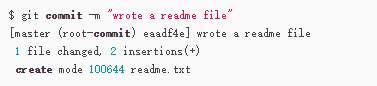 $ git commit -m "wrote a readme file"
[master (root-commit) eaadf4e] wrote a readme file
1 file changed, 2 insertions(+)
create mode 100644 readme.txt